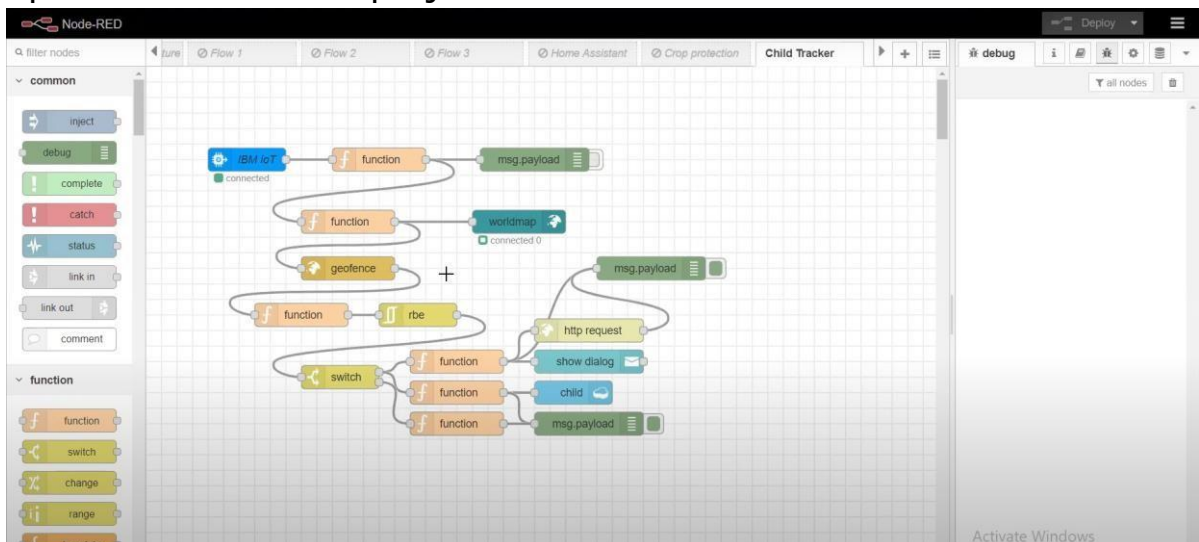 Node-RED
Deploy
filter nodes
ture
Flow 1
Flow 2
Flow 3
Home Assistant
Crop protection
Child Tracker
debug
i
all nodes
common
inject
debug
complete
catch
status
link in
link out
comment
function
function
switch
change
range
IBM IoT
connected
function
msg.payload
function
worldmap
connected 0
geofence
msg.payload
function
rbe
http request
function
show dialog
switch
function
child
function
msg.payload
Activate Windows